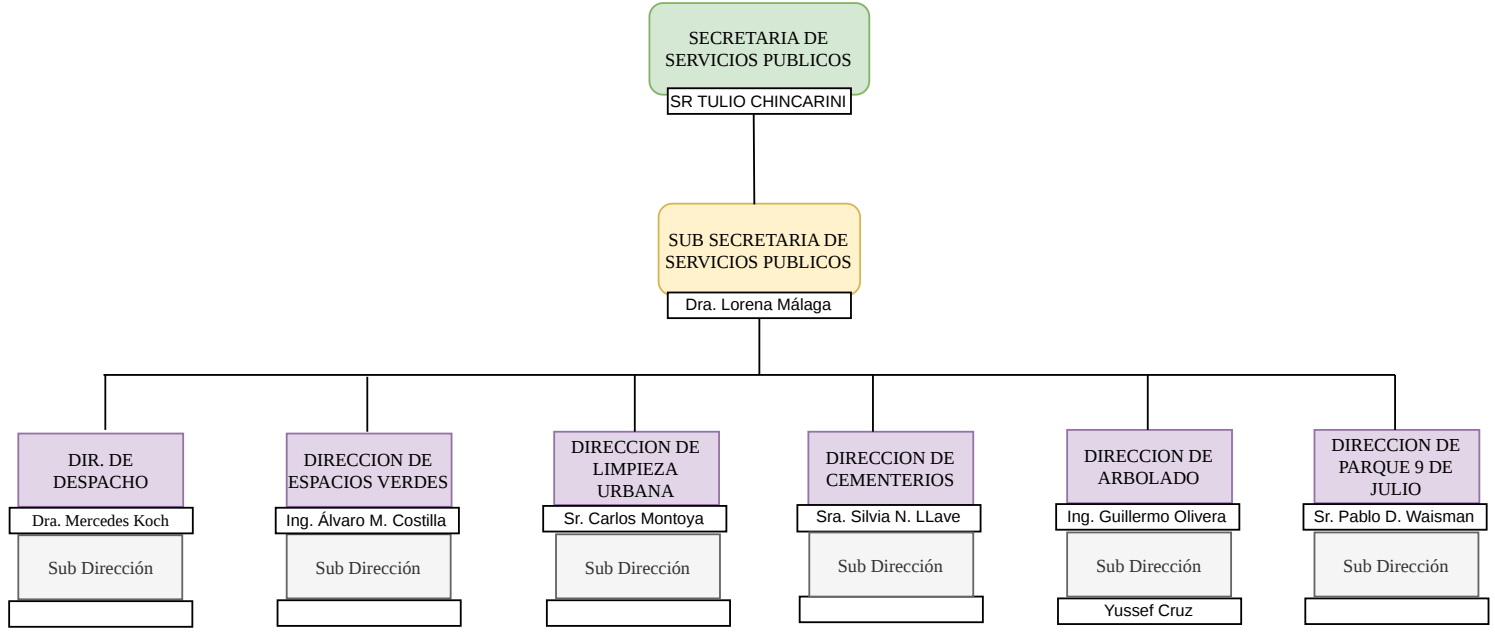 SECRETARIA DE
SERVICIOS PUBLICOS
SR TULIO CHINCARINI
SUB SECRETARIA DE
SERVICIOS PUBLICOS
Dra. Lorena Málaga
DIR. DE
DESPACHO
Dra. Mercedes Koch
Sub Dirección
DIRECCION DE
ESPACIOS VERDES
Ing. Álvaro M. Costilla
Sub Dirección
DIRECCION DE
LIMPIEZA
URBANA
Sr. Carlos Montoya
Sub Dirección
DIRECCION DE
CEMENTERIOS
Sra. Silvia N. LLave
Sub Dirección
DIRECCION DE
ARBOLADO
Ing. Guillermo Olivera
Sub Dirección
Yussef Cruz
DIRECCION DE
PARQUE 9 DE
JULIO
Sr. Pablo D. Waisman
Sub Dirección